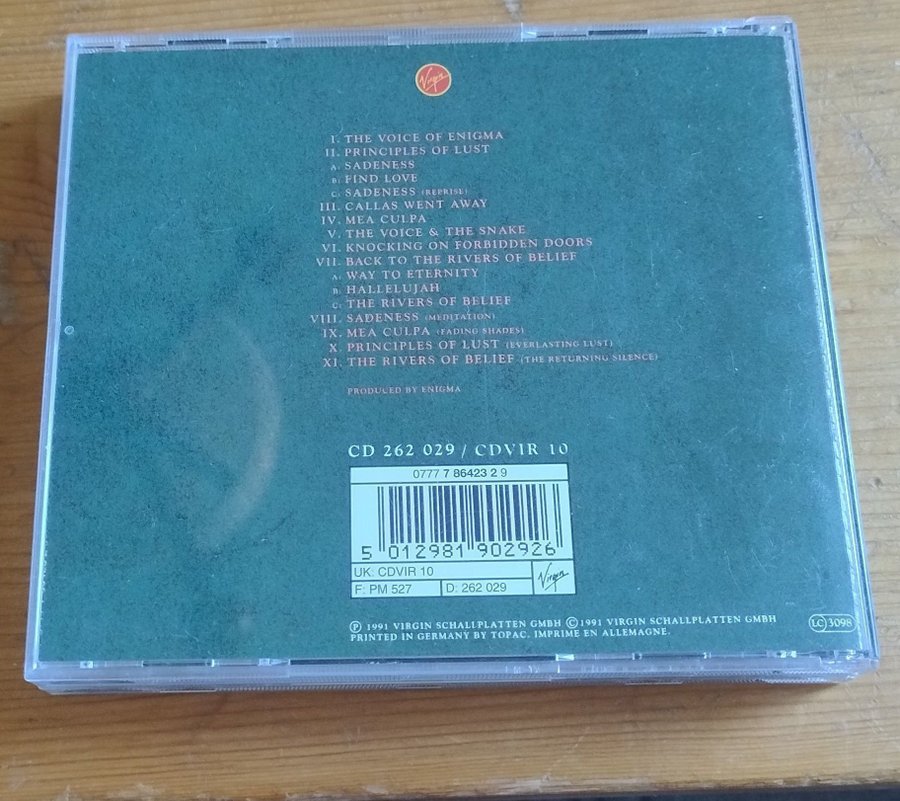 Virgin
I. THE VOICE OF ENIGMA
II. PRINCIPLES OF LUST
A: SADENESS
B: FIND LOVE
C: SADENESS (REPRISE)
III. CALLAS WENT AWAY
IV. MEA CULPA
V. THE VOICE & THE SNAKE
VI. KNOCKING ON FORBIDDEN DOORS
VII. BACK TO THE RIVERS OF BELIEF
A: WAY TO ETERNITY
B: HALLELUJAH
C: THE RIVERS OF BELIEF
VIII. SADENESS (MEDITATION)
IX. MEA CULPA (FADING SHADES)
X. PRINCIPLES OF LUST (EVERLASTING LUST)
XI. THE RIVERS OF BELIEF (THE RETURNING SILENCE)
PRODUCED BY ENIGMA
CD 262 029 / CDVIR 10
0777 7 86423 2 9
5 012981 902926
UK: CDVIR 10
F: PM 527 D: 262 029 Virgin
Ⓟ 1991 VIRGIN SCHALLPLATTEN GMBH © 1991 VIRGIN SCHALLPLATTEN GMBH
PRINTED IN GERMANY BY TOPAC. IMPRIME EN ALLEMAGNE.
LC 3098